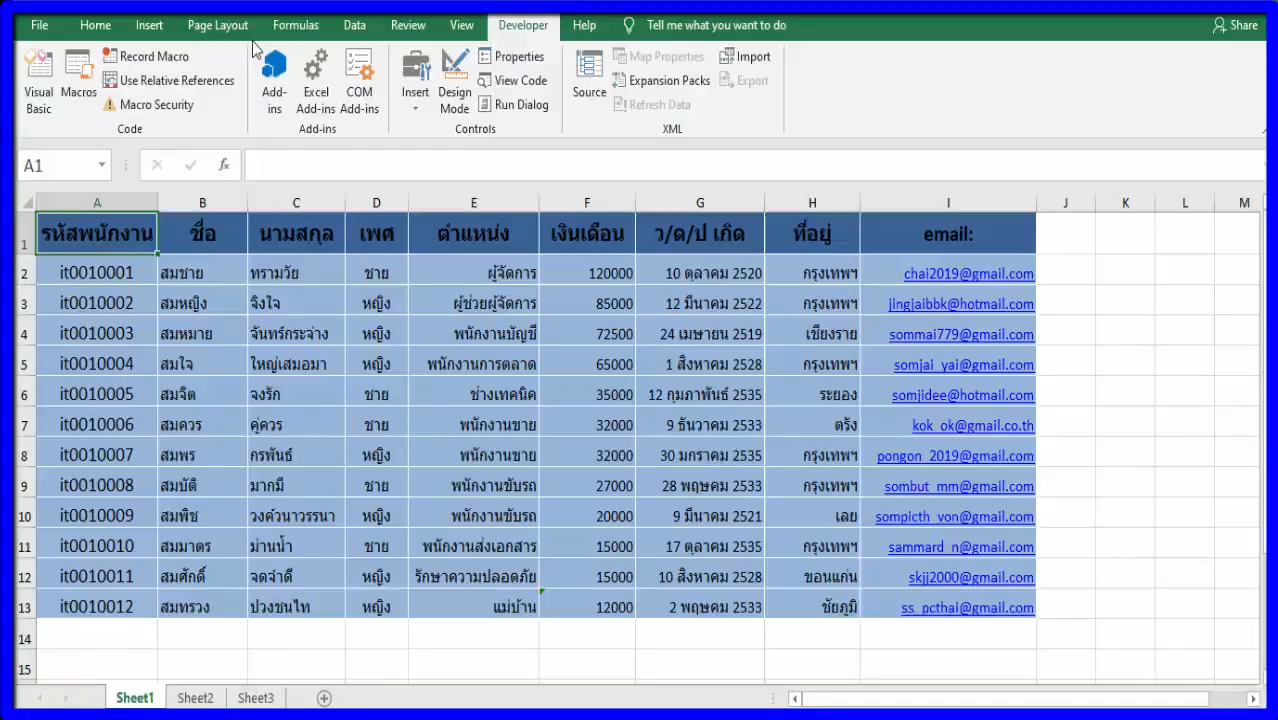 File Home Insert Page Layout Formulas Data Review View Developer Help Tell me what you want to do Share
Visual Basic
Macros
Record Macro
Use Relative References
Macro Security
Code
Add-ins
Excel Add-ins
COM Add-ins
Add-ins
Insert
Design Mode
Properties
View Code
Run Dialog
Controls
Source
Map Properties
Expansion Packs
Refresh Data
Import
Export
XML
A1 fx
A B C D E F G H I J K L M
1 รหัสพนักงาน ชื่อ นามสกุล เพศ ตำแหน่ง เงินเดือน ว/ด/ป เกิด ที่อยู่ email:
2 it0010001 สมชาย ทรามวัย ชาย ผู้จัดการ 120000 10 ตุลาคม 2520 กรุงเทพฯ chai2019@gmail.com
3 it0010002 สมหญิง จิงใจ หญิง ผู้ช่วยผู้จัดการ 85000 12 มีนาคม 2522 กรุงเทพฯ jingjaibbk@hotmail.com
4 it0010003 สมหมาย จันทร์กระจ่าง หญิง พนักงานบัญชี 72500 24 เมษายน 2519 เชียงราย sommai779@gmail.com
5 it0010004 สมใจ ใหญ่เสมอมา หญิง พนักงานการตลาด 65000 1 สิงหาคม 2528 กรุงเทพฯ somjai_yai@gmail.com
6 it0010005 สมจิต จงรัก ชาย ช่างเทคนิค 35000 12 กุมภาพันธ์ 2535 ระยอง somjidee@hotmail.com
7 it0010006 สมควร คู่ควร ชาย พนักงานขาย 32000 9 ธันวาคม 2533 ตรัง kok_ok@gmail.co.th
8 it0010007 สมพร กรพันธ์ หญิง พนักงานขาย 32000 30 มกราคม 2535 กรุงเทพฯ pongon_2019@gmail.com
9 it0010008 สมบัติ มากมี ชาย พนักงานขับรถ 27000 28 พฤษคม 2533 กรุงเทพฯ sombut_mm@gmail.com
10 it0010009 สมพิช วงค์วนาวรรนา หญิง พนักงานขับรถ 20000 9 มีนาคม 2521 เลย sompicth_von@gmail.com
11 it0010010 สมมาตร ม่านน้ำ ชาย พนักงานส่งเอกสาร 15000 17 ตุลาคม 2535 กรุงเทพฯ sammard_n@gmail.com
12 it0010011 สมศักดิ์ จดจำดี หญิง รักษาความปลอดภัย 15000 10 สิงหาคม 2528 ขอนแก่น skjj2000@gmail.com
13 it0010012 สมทรวง ปวงชนไท หญิง แม่บ้าน 12000 2 พฤษคม 2533 ชัยภูมิ ss_pcthai@gmail.com
14
15
Sheet1 Sheet2 Sheet3